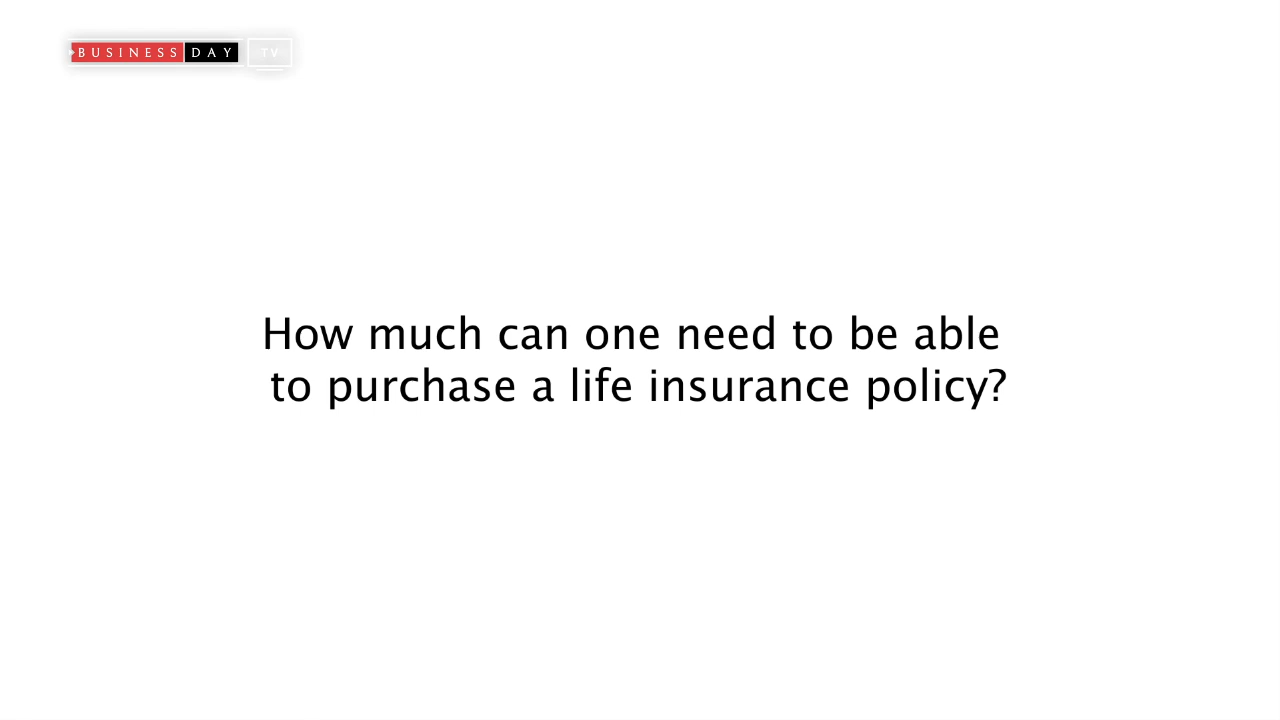 BUSINESS DAY TV
How much can one need to be able
to purchase a life insurance policy?